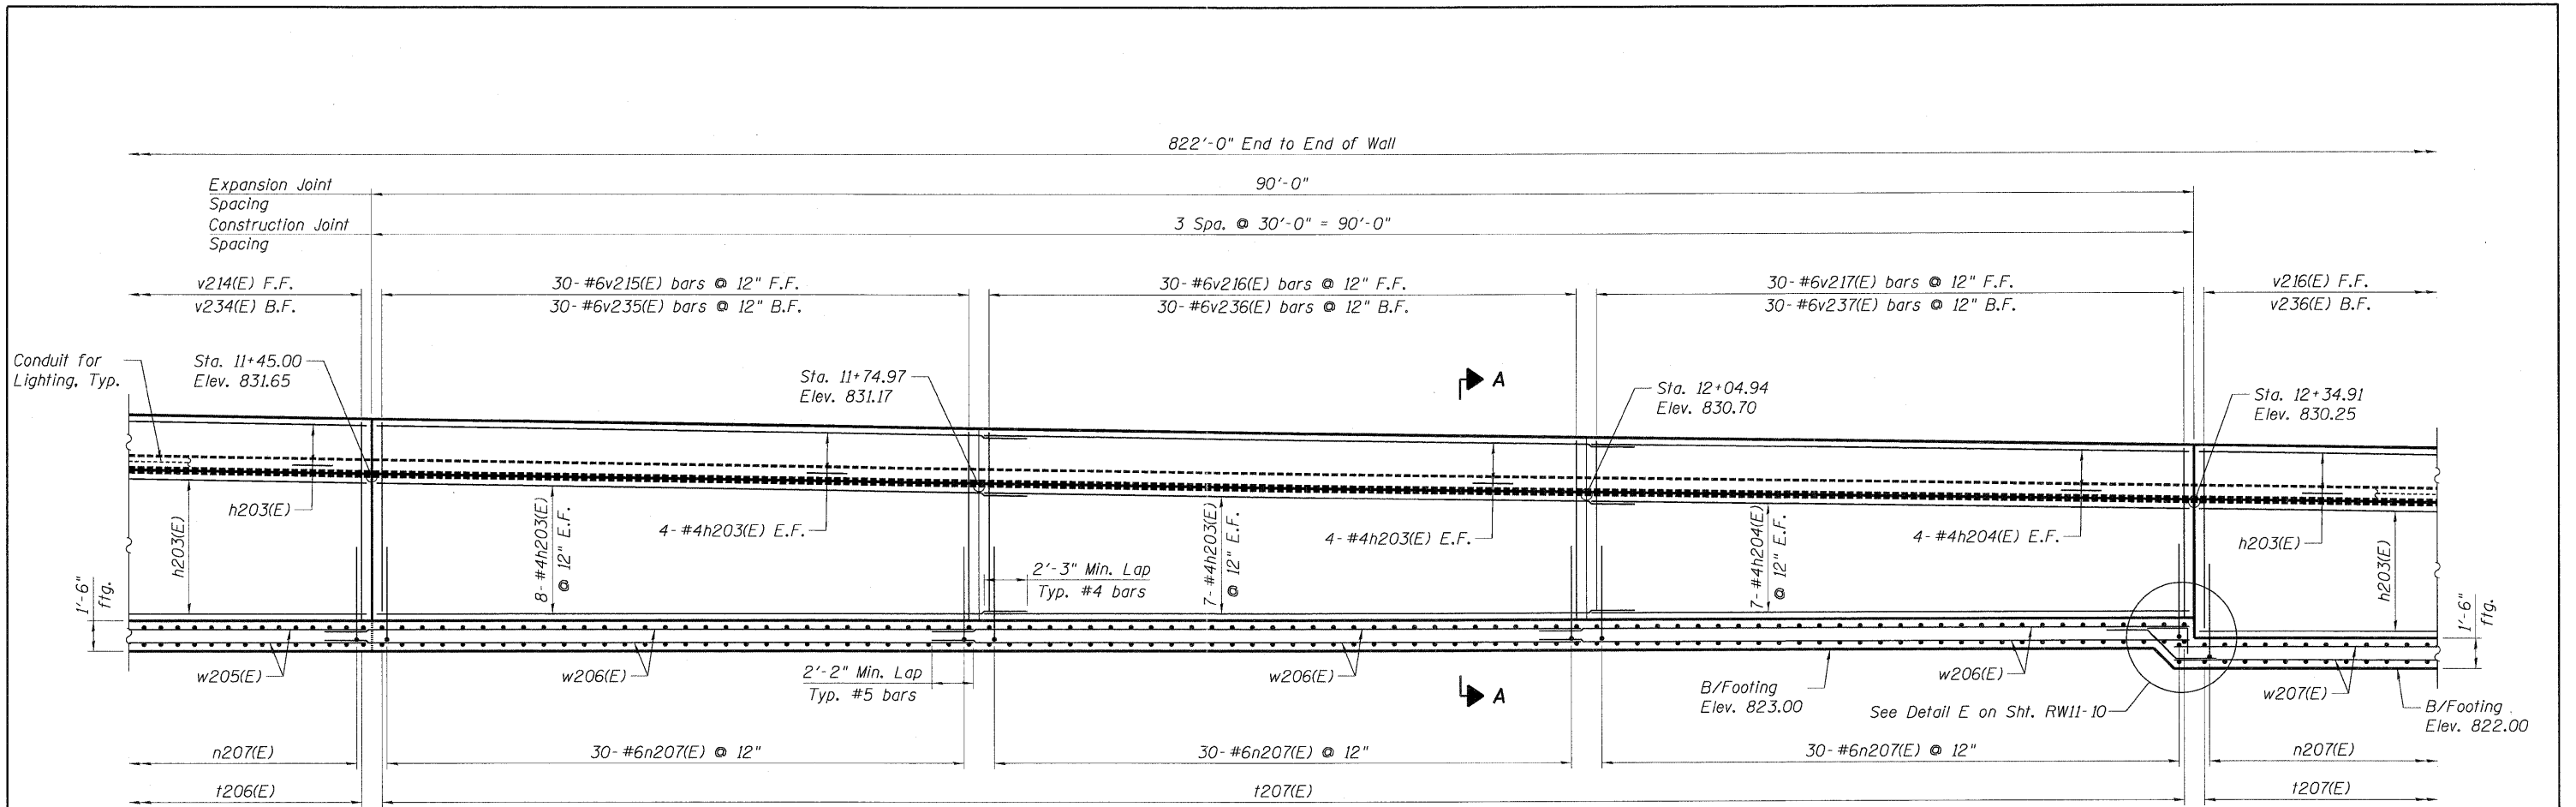 822'-0" End to End of Wall
Expansion Joint
Spacing
90'-0"
Construction Joint
Spacing
3 Spa. @ 30'-0" = 90'-0"
v214(E) F.F.
v234(E) B.F.
30- #6v215(E) bars @ 12" F.F.
30- #6v235(E) bars @ 12" B.F.
30- #6v216(E) bars @ 12" F.F.
30- #6v236(E) bars @ 12" B.F.
30- #6v217(E) bars @ 12" F.F.
30- #6v237(E) bars @ 12" B.F.
v216(E) F.F.
v236(E) B.F.
Conduit for
Lighting, Typ.
Sta. 11+45.00
Elev. 831.65
Sta. 11+74.97
Elev. 831.17
A
Sta. 12+04.94
Elev. 830.70
Sta. 12+34.91
Elev. 830.25
h203(E)
h203(E)
8- #4h203(E)
@ 12" E.F.
4- #4h203(E) E.F.
7- #4h203(E)
@ 12" E.F.
4- #4h203(E) E.F.
7- #4h204(E)
@ 12" E.F.
4- #4h204(E) E.F.
h203(E)
h203(E)
1'-6"
ftg.
2'-3" Min. Lap
Typ. #4 bars
1'-6"
ftg.
w205(E)
w206(E)
2'-2" Min. Lap
Typ. #5 bars
w206(E)
A
B/Footing
Elev. 823.00
w206(E)
See Detail E on Sht. RW11-10
w207(E)
B/Footing
Elev. 822.00
n207(E)
30- #6n207(E) @ 12"
30- #6n207(E) @ 12"
30- #6n207(E) @ 12"
n207(E)
t206(E)
t207(E)
t207(E)